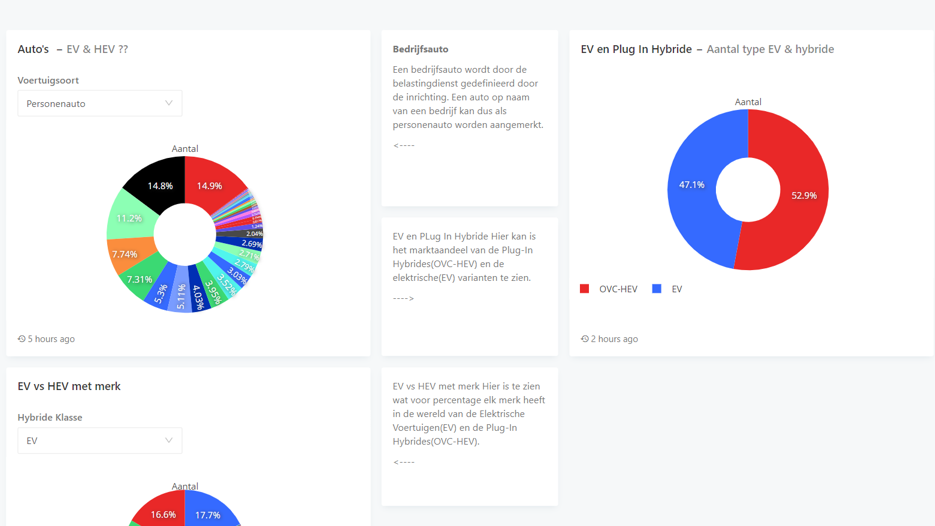 Auto's – EV & HEV ??
Voertuigsoort
Personenauto
Aantal
14.8%
14.9%
11.2%
7.74%
7.31%
5.3%
5.11%
4.03%
3.95%
3.52%
3.03%
2.79%
2.71%
2.69%
2.04%
5 hours ago
Bedrijfsauto
Een bedrijfsauto wordt door de
belastingdienst gedefinieerd door
de inrichting. Een auto op naam
van een bedrijf kan dus als
personenauto worden aangemerkt.
<----
EV en PLug In Hybride Hier kan is
het marktaandeel van de Plug-In
Hybrides(OVC-HEV) en de
elektrische(EV) varianten te zien.
---->
EV en Plug In Hybride – Aantal type EV & hybride
Aantal
47.1%
52.9%
OVC-HEV
EV
2 hours ago
EV vs HEV met merk
Hybride Klasse
EV
Aantal
16.6%
17.7%
EV vs HEV met merk Hier is te zien
wat voor percentage elk merk heeft
in de wereld van de Elektrische
Voertuigen(EV) en de Plug-In
Hybrides(OVC-HEV).
<----